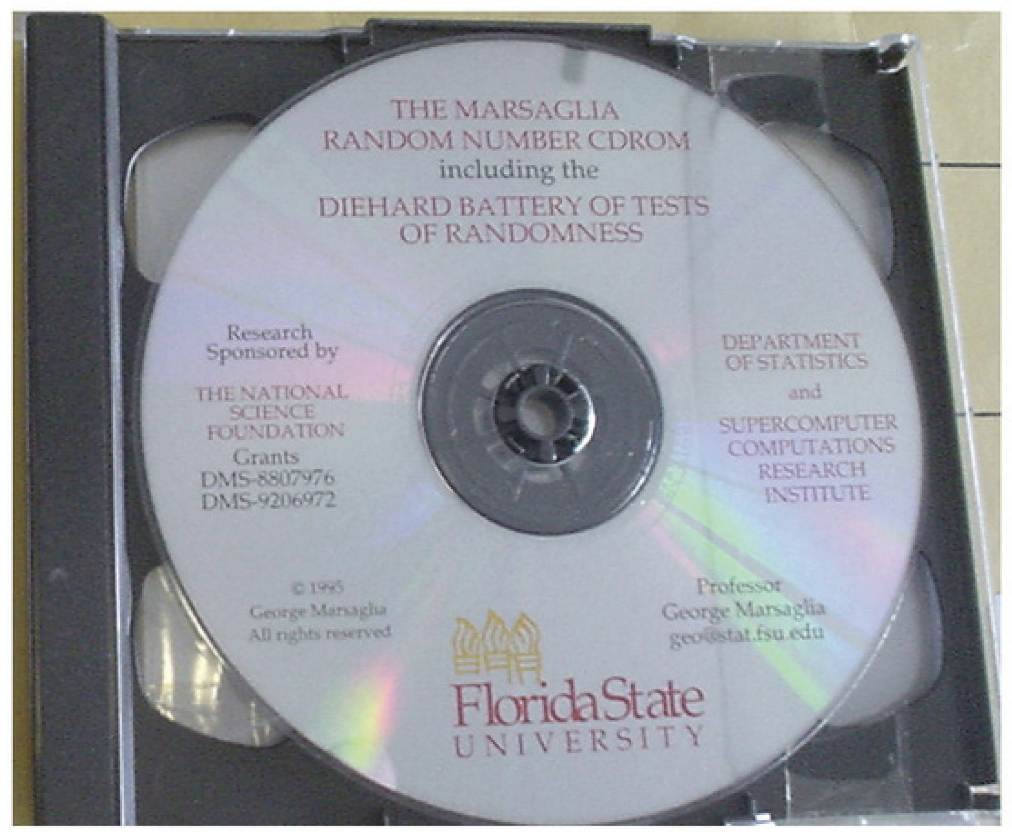 THE MARSAGLIA
RANDOM NUMBER CDROM
including the
DIEHARD BATTERY OF TESTS
OF RANDOMNESS
Research
Sponsored by
THE NATIONAL
SCIENCE
FOUNDATION
Grants
DMS-8807976
DMS-9206972
DEPARTMENT
OF STATISTICS
and
SUPERCOMPUTER
COMPUTATIONS
RESEARCH
INSTITUTE
© 1995
George Marsaglia
All rights reserved
Professor
George Marsaglia
geo@stat.fsu.edu
Florida State
UNIVERSITY